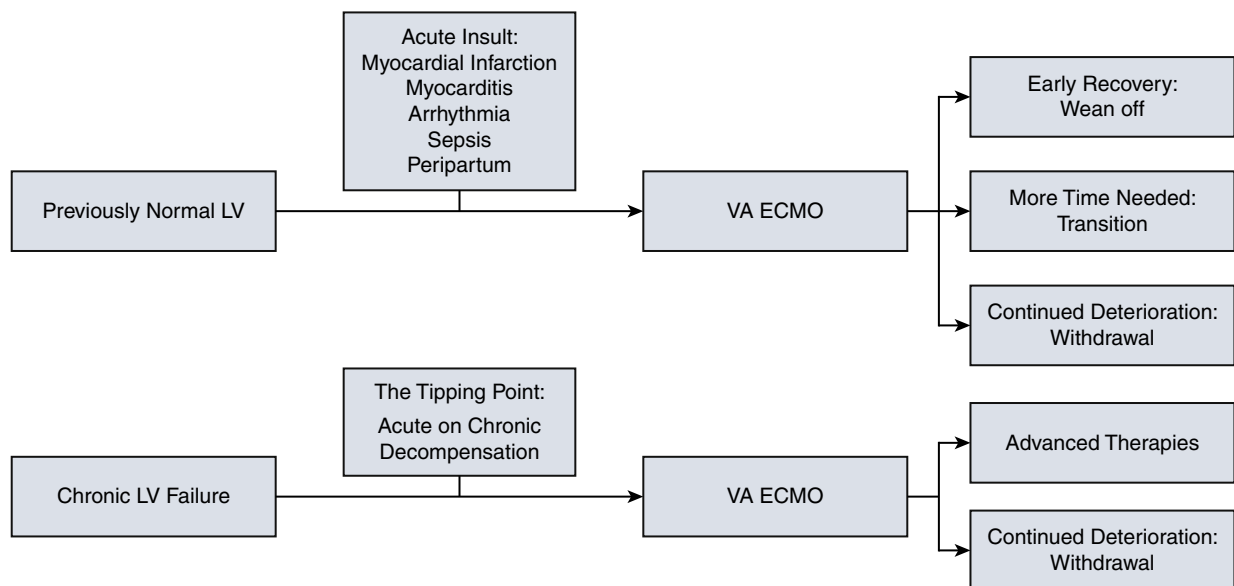 Acute Insult:
Myocardial Infarction
Myocarditis
Arrhythmia
Sepsis
Peripartum
Previously Normal LV
VA ECMO
Early Recovery:
Wean off
More Time Needed:
Transition
Continued Deterioration:
Withdrawal
The Tipping Point:
Acute on Chronic
Decompensation
Chronic LV Failure
VA ECMO
Advanced Therapies
Continued Deterioration:
Withdrawal